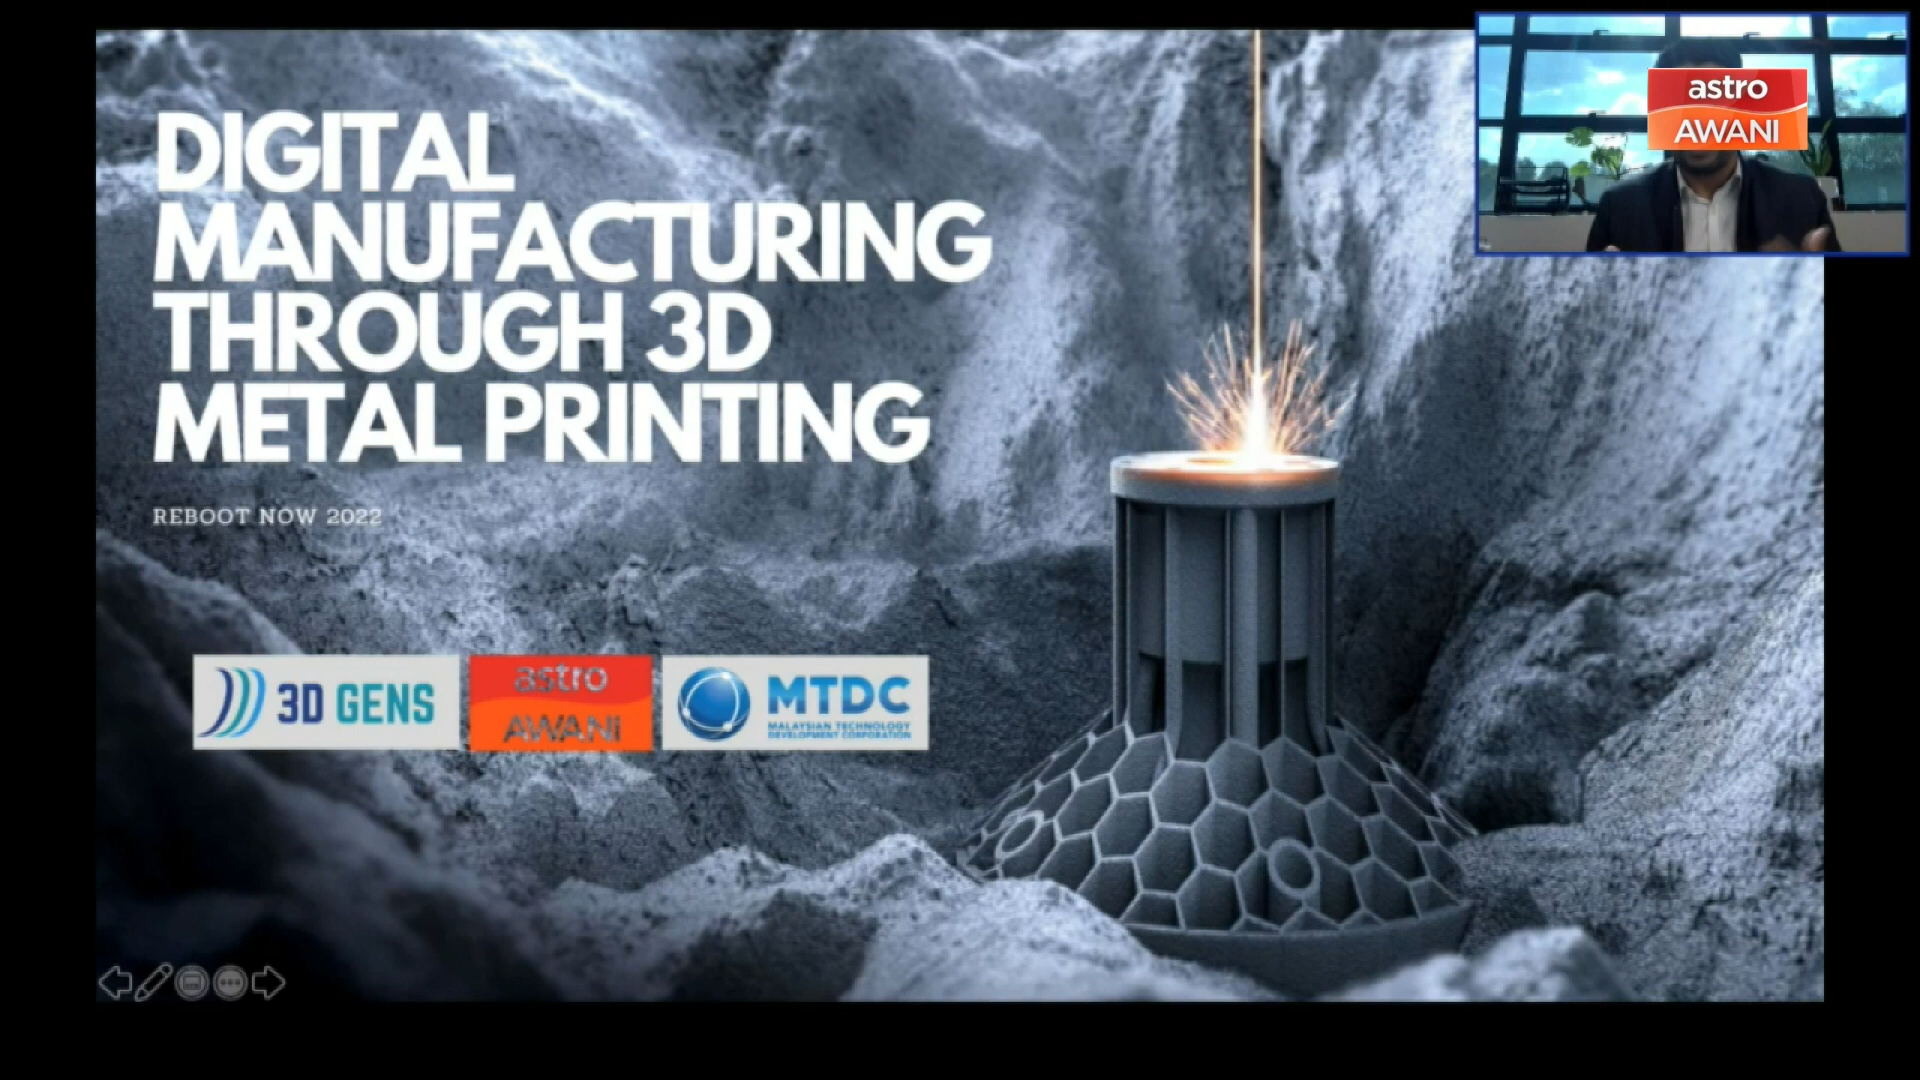 DIGITAL
MANUFACTURING
THROUGH 3D
METAL PRINTING
REBOOT NOW 2022
3D GENS
astro
AWANI
MTDC
MALAYSIAN TECHNOLOGY
DEVELOPMENT CORPORATION
astro
AWANI